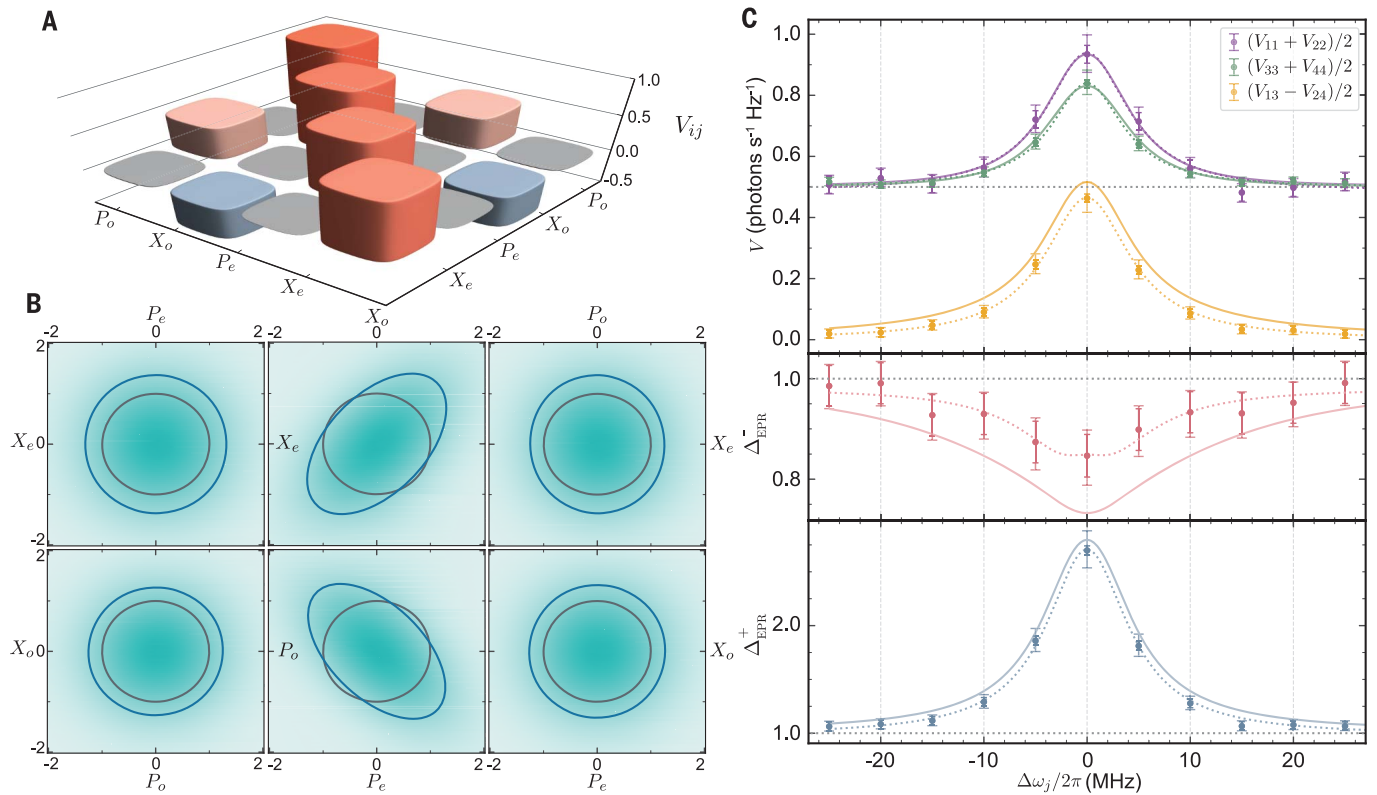 A
1.0
0.5
0.0
-0.5
V_ij
P_o
X_o
P_e
X_e
X_o
X_e
P_e
X_o
P_o
B
P_e
X_o
P_o
-2 0 2
-2 0 2
-2 0 2
2
X_e 0
-2
X_e
X_e
2
X_o 0
-2
P_o
X_o
-2 0 2
-2 0 2
-2 0 2
P_o
P_e
P_e
C
(V_11 + V_22)/2
(V_33 + V_44)/2
(V_13 − V_24)/2
V (photons s⁻¹ Hz⁻¹)
1.0
0.8
0.6
0.4
0.2
0.0
Δ⁻_EPR
1.0
0.8
Δ⁺_EPR
2.0
1.0
-20 -10 0 10 20
Δω_j/2π (MHz)